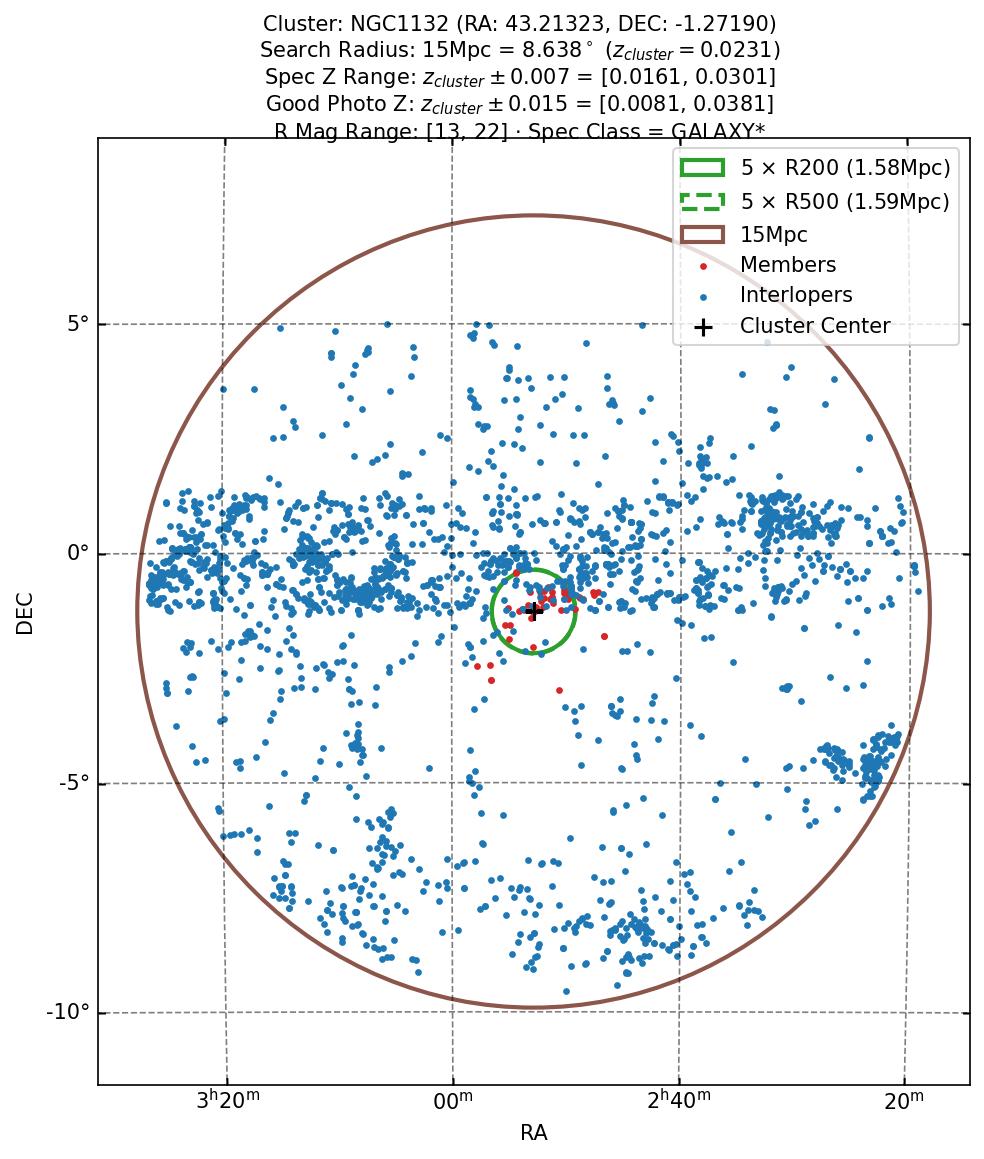 Cluster: NGC1132 (RA: 43.21323, DEC: -1.27190)
Search Radius: 15Mpc = 8.638° (z_cluster = 0.0231)
Spec Z Range: z_cluster ± 0.007 = [0.0161, 0.0301]
Good Photo Z: z_cluster ± 0.015 = [0.0081, 0.0381]
R Mag Range: [13, 22] · Spec Class = GALAXY*
5 × R200 (1.58Mpc)
5 × R500 (1.59Mpc)
15Mpc
Members
Interlopers
Cluster Center
5°
0°
-5°
-10°
DEC
3ʰ20ᵐ 00ᵐ 2ʰ40ᵐ 20ᵐ
RA